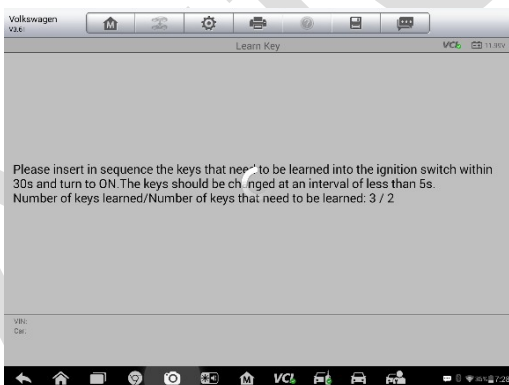 Volkswagen
Learn Key
VCI
Please insert in sequence the keys that need to be learned into the ignition switch within
30s and turn to ON.The keys should be changed at an interval of less than 5s.
Number of keys learned/Number of keys that need to be learned: 3 / 2
VIN:
Car:
M
VCI
7:28